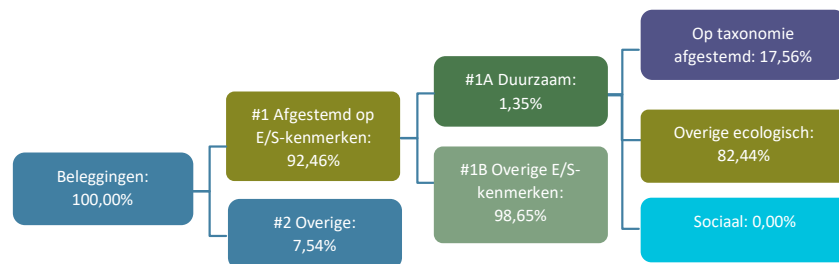 Beleggingen:
100,00%
#1 Afgestemd op
E/S-kenmerken:
92,46%
#2 Overige:
7,54%
#1A Duurzaam:
1,35%
#1B Overige E/S-
kenmerken:
98,65%
Op taxonomie
afgestemd: 17,56%
Overige ecologisch:
82,44%
Sociaal: 0,00%